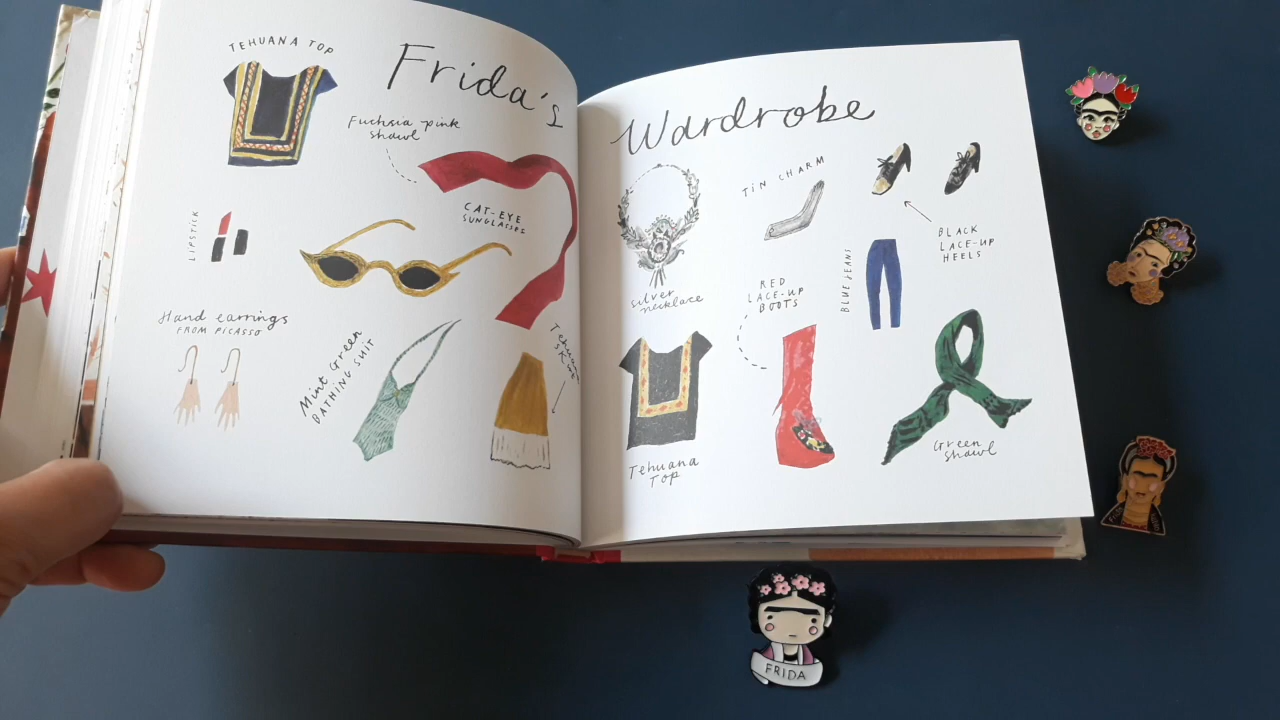 Frida's
TEHUANA TOP
Fuchsia pink
shawl
CAT-EYE
SUNGLASSES
LIPSTICK
Hand earrings
FROM PICASSO
Mint Green
BATHING SUIT
Tehuana
Wardrobe
silver
necklace
TIN CHARM
BLACK
LACE-UP
HEELS
BLUE JEANS
RED
LACE-UP
BOOTS
Tehuana
TOP
Green
shawl
FRIDA